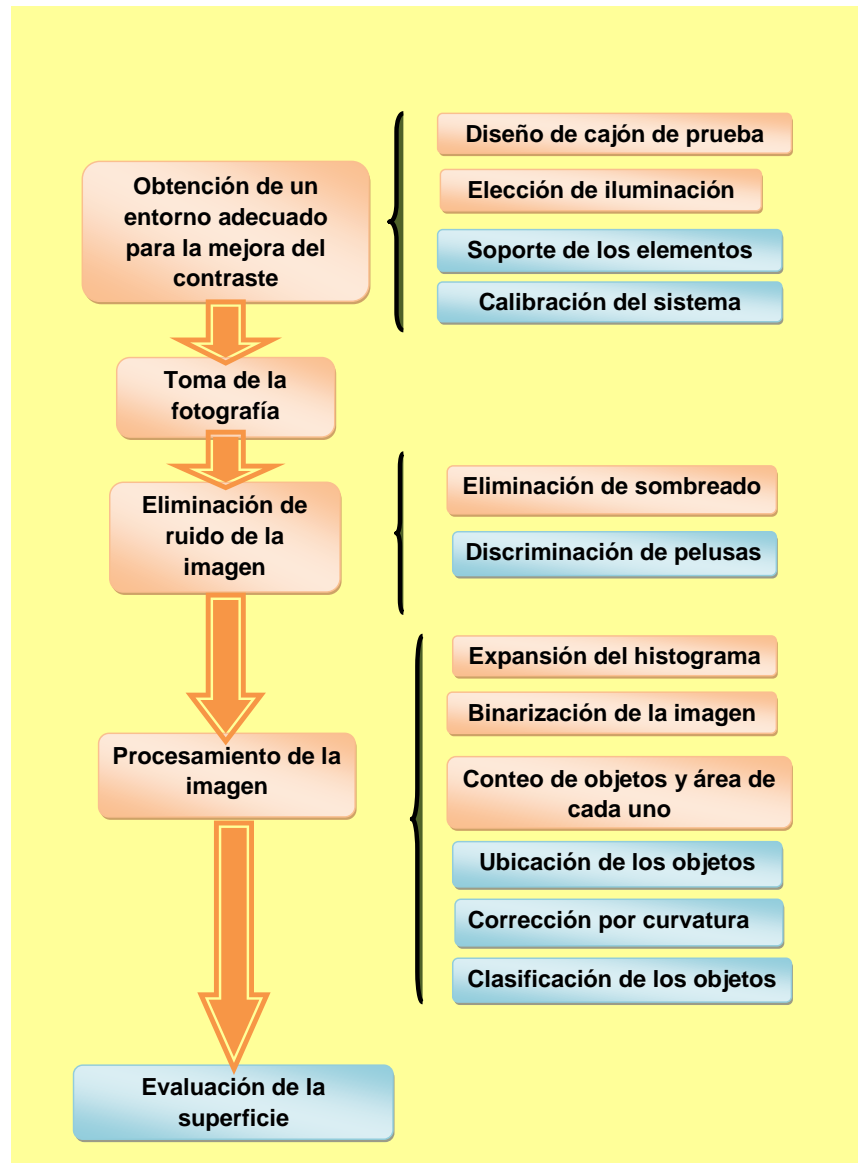 Obtención de un
entorno adecuado
para la mejora del
contraste
Diseño de cajón de prueba
Elección de iluminación
Soporte de los elementos
Calibración del sistema
Toma de la
fotografía
Eliminación de
ruido de la
imagen
Eliminación de sombreado
Discriminación de pelusas
Procesamiento de la
imagen
Expansión del histograma
Binarización de la imagen
Conteo de objetos y área de
cada uno
Ubicación de los objetos
Corrección por curvatura
Clasificación de los objetos
Evaluación de la
superficie